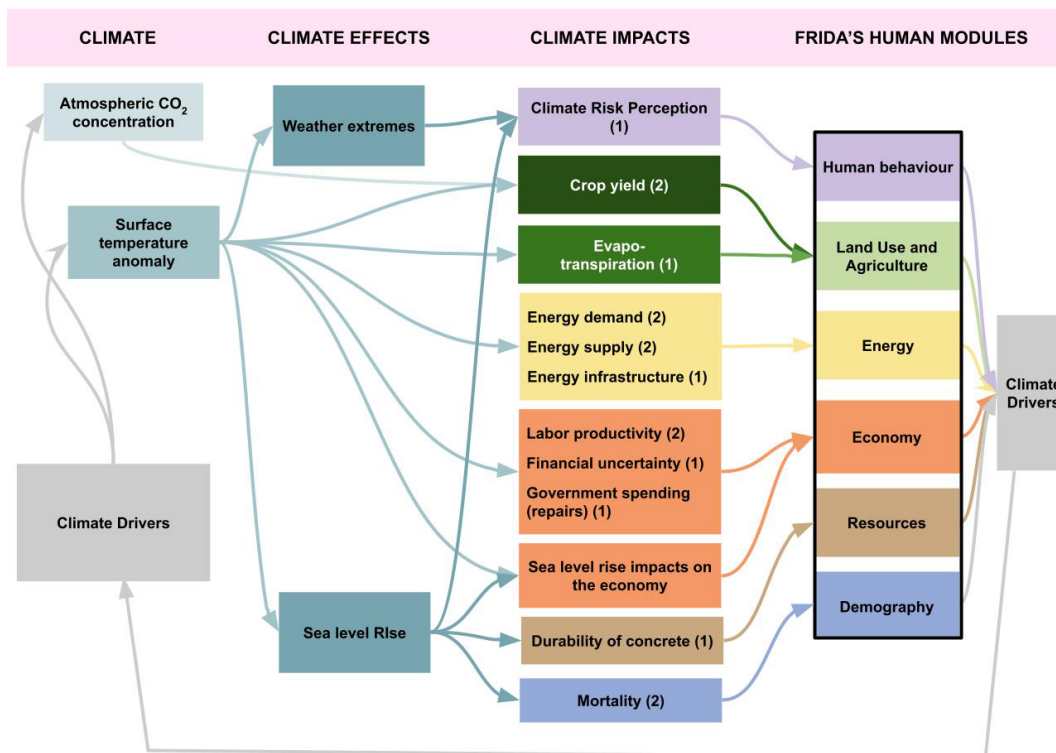 CLIMATE
CLIMATE EFFECTS
CLIMATE IMPACTS
FRIDA'S HUMAN MODULES
Atmospheric CO₂
concentration
Surface
temperature
anomaly
Climate Drivers
Weather extremes
Sea level RIse
Climate Risk Perception
(1)
Crop yield (2)
Evapo-
transpiration (1)
Energy demand (2)
Energy supply (2)
Energy infrastructure (1)
Labor productivity (2)
Financial uncertainty (1)
Government spending
(repairs) (1)
Sea level rise impacts on
the economy
Durability of concrete (1)
Mortality (2)
Human behaviour
Land Use and
Agriculture
Energy
Economy
Resources
Demography
Climate
Drivers